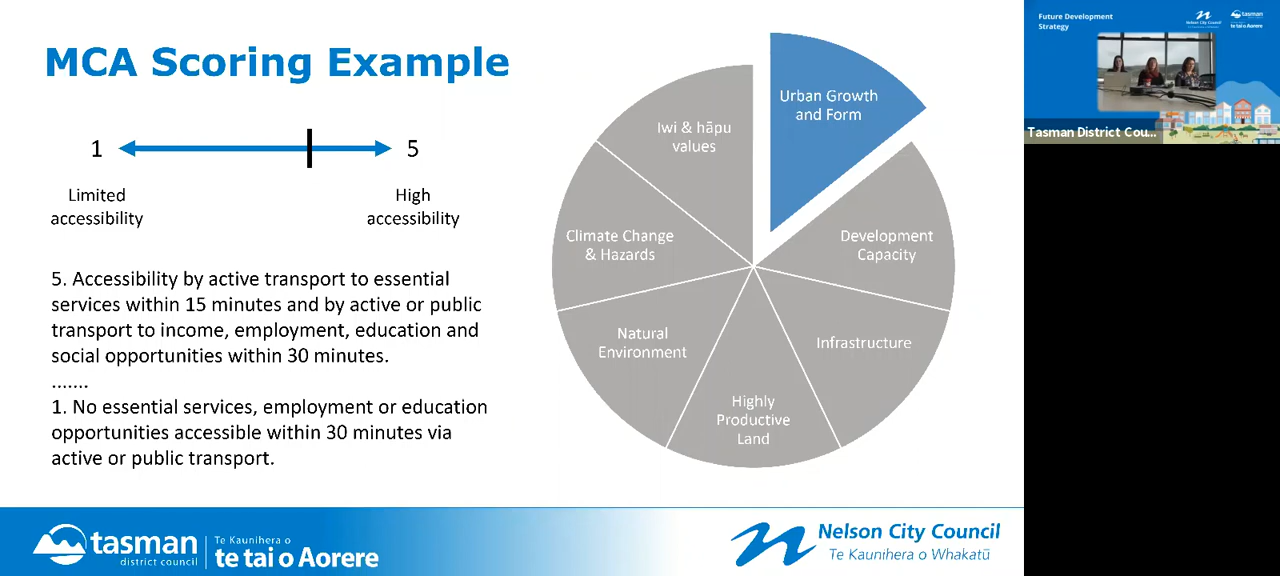 MCA Scoring Example
1
5
Limited
accessibility
High
accessibility
5. Accessibility by active transport to essential
services within 15 minutes and by active or public
transport to income, employment, education and
social opportunities within 30 minutes.
.......
1. No essential services, employment or education
opportunities accessible within 30 minutes via
active or public transport.
Urban Growth
and Form
Iwi & hāpu
values
Development
Capacity
Climate Change
& Hazards
Infrastructure
Natural
Environment
Highly
Productive
Land
tasman
district council
Te Kaunihera o
te tai o Aorere
Nelson City Council
Te Kaunihera o Whakatū
Future Development
Strategy
Nelson City Council
tasman
te tai o Aorere
Tasman District Cou...